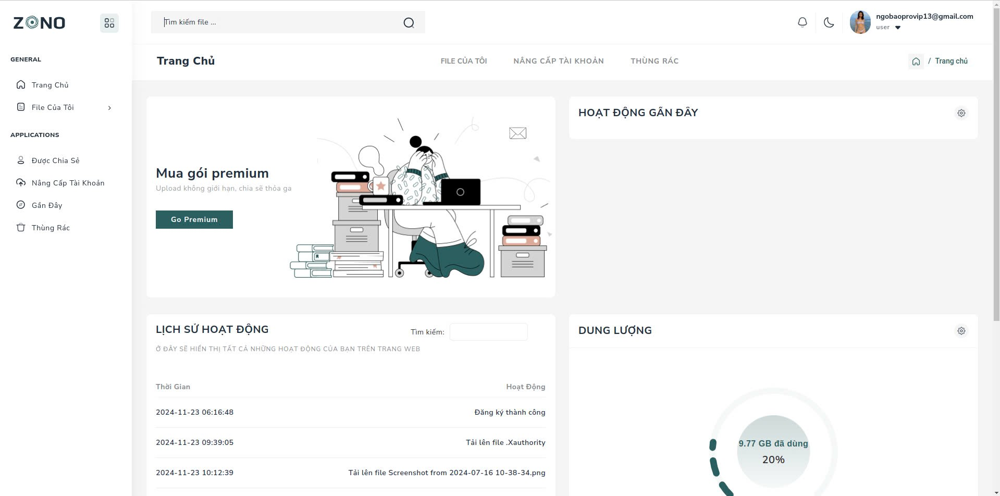 ZONO
GENERAL
Trang Chủ
File Của Tôi
APPLICATIONS
Được Chia Sẻ
Nâng Cấp Tài Khoản
Gần Đây
Thùng Rác
Tìm kiếm file ...
ngobaoprovip13@gmail.com
user
Trang Chủ
FILE CỦA TÔI
NÂNG CẤP TÀI KHOẢN
THÙNG RÁC
/ Trang chủ
Mua gói premium
Upload không giới hạn, chia sẽ thỏa ga
Go Premium
HOẠT ĐỘNG GẦN ĐÂY
LỊCH SỬ HOẠT ĐỘNG
Tìm kiếm:
Ở ĐÂY SẼ HIỂN THỊ TẤT CẢ NHỮNG HOẠT ĐỘNG CỦA BẠN TRÊN TRANG WEB
Thời Gian Hoạt Động
2024-11-23 06:16:48 Đăng ký thành công
2024-11-23 09:39:05 Tải lên file .Xauthority
2024-11-23 10:12:39 Tải lên file Screenshot from 2024-07-16 10-38-34.png
DUNG LƯỢNG
9.77 GB đã dùng
20%